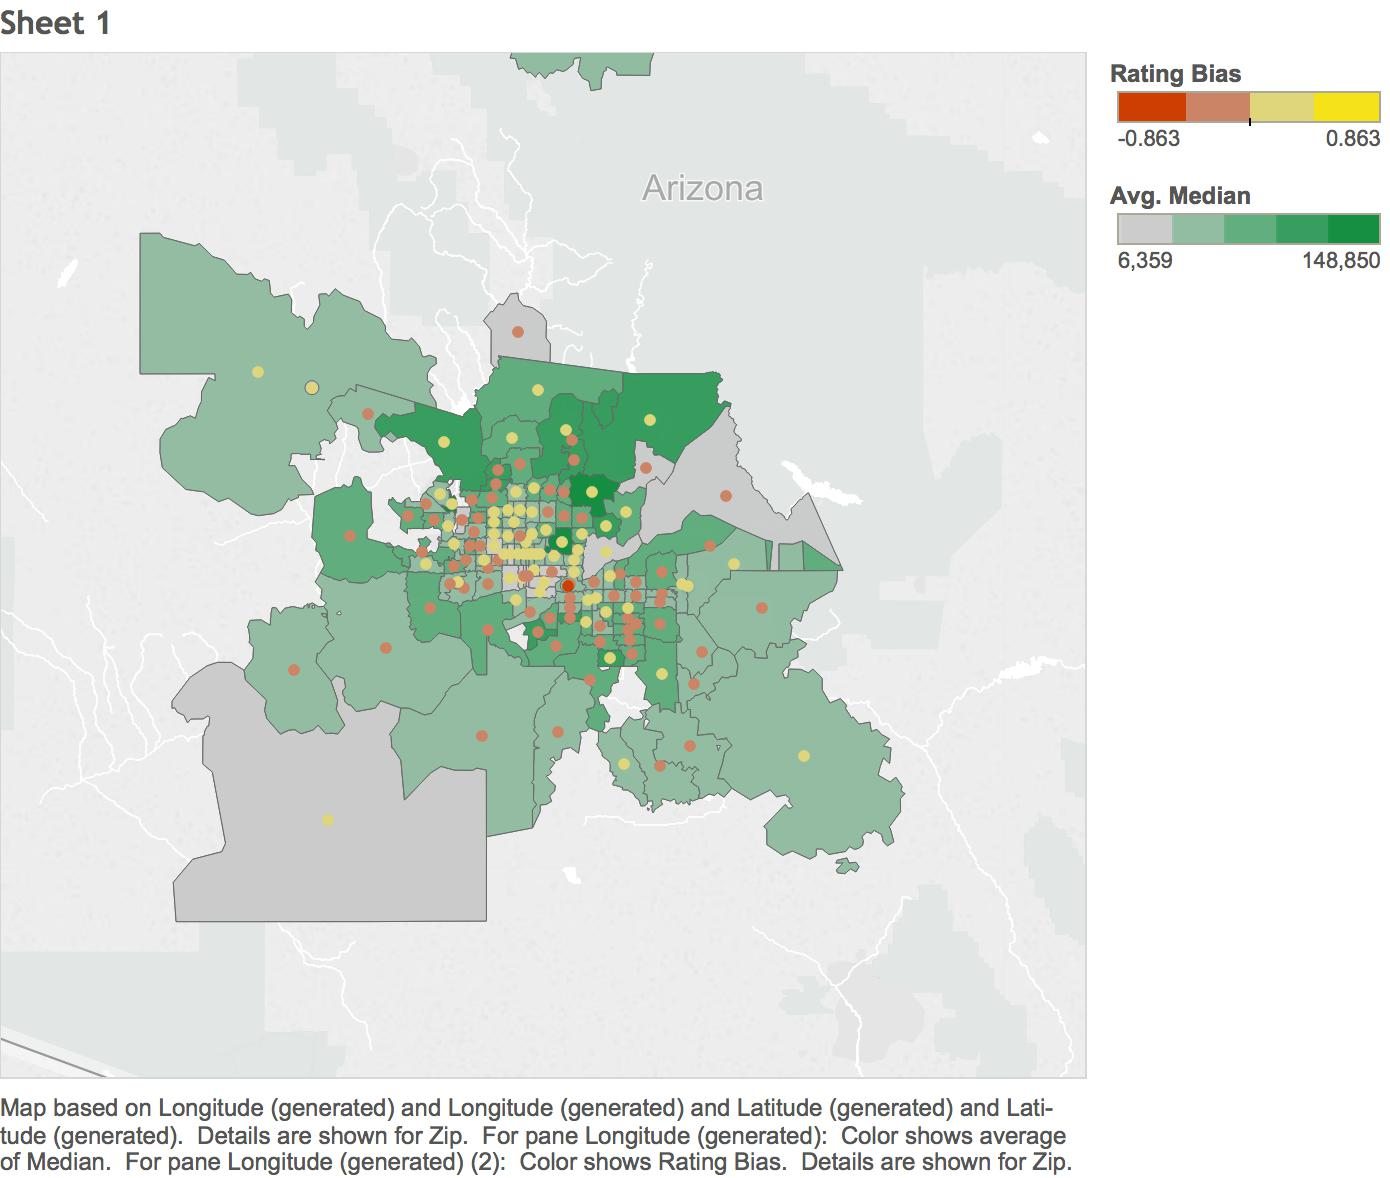 Sheet 1
Rating Bias
-0.863 0.863
Arizona
Avg. Median
6,359 148,850
Map based on Longitude (generated) and Longitude (generated) and Latitude (generated) and Lati-
tude (generated).  Details are shown for Zip.  For pane Longitude (generated):  Color shows average
of Median.  For pane Longitude (generated) (2):  Color shows Rating Bias.  Details are shown for Zip.